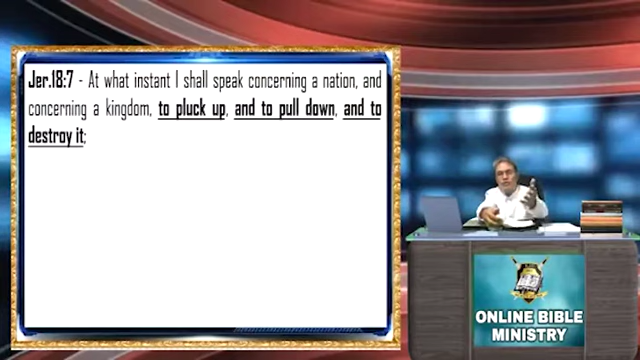 Jer.18:7 - At what instant I shall speak concerning a nation, and
concerning a kingdom, to pluck up, and to pull down, and to
destroy it;
ONLINE BIBLE
MINISTRY